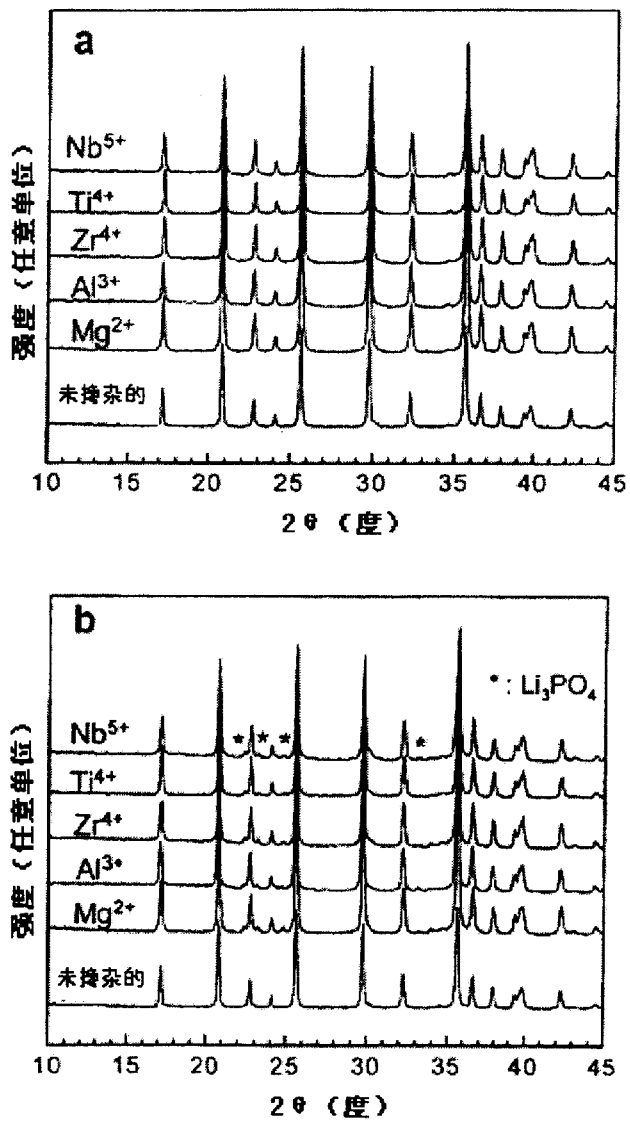 a
Nb⁵⁺
Ti⁴⁺
Zr⁴⁺
Al³⁺
Mg²⁺
未掺杂的
强度（任意单位）
10 15 20 25 30 35 40 45
2θ（度）
b
* : Li₃PO₄
Nb⁵⁺
* * * *
Ti⁴⁺
Zr⁴⁺
Al³⁺
Mg²⁺
未掺杂的
强度（任意单位）
10 15 20 25 30 35 40 45
2θ（度）